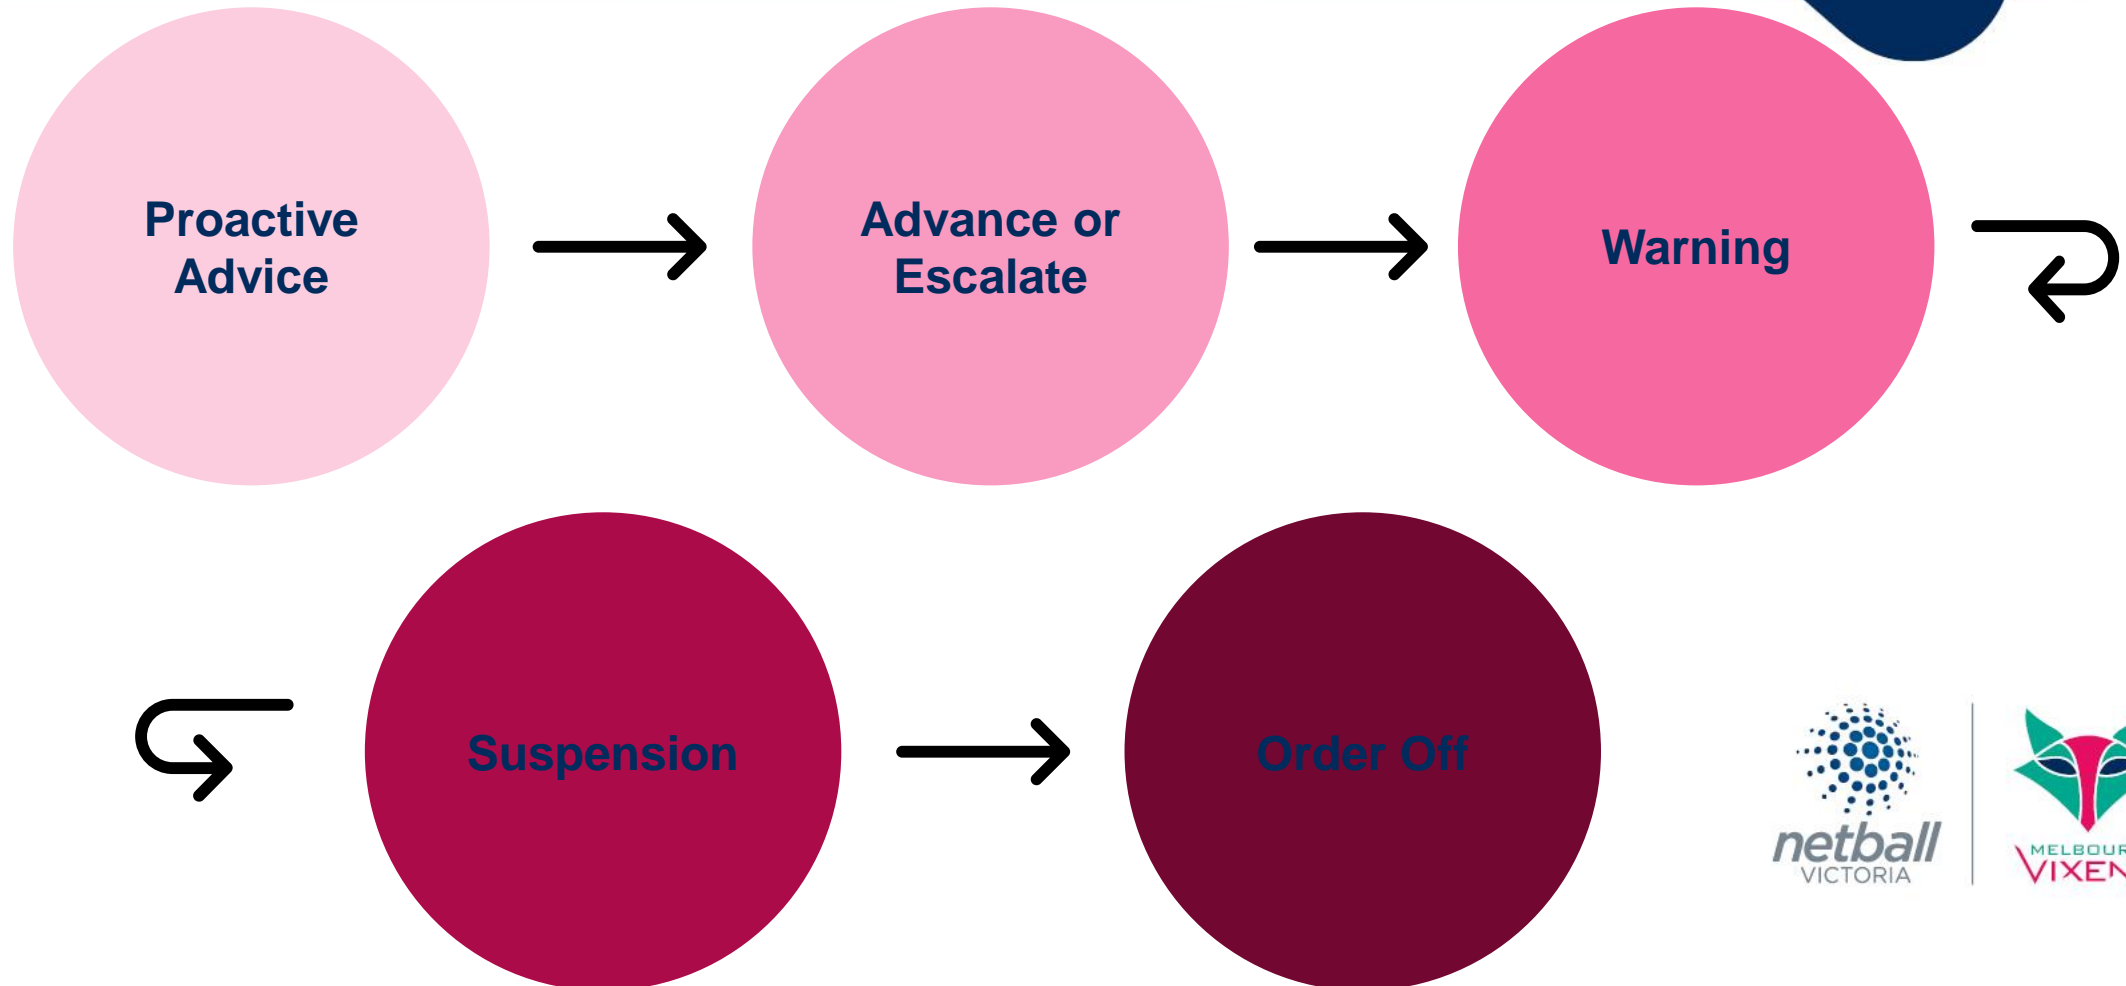 Proactive
Advice
Advance or
Escalate
Warning
Suspension
Order Off
netball
VICTORIA
MELBOUR
VIXEN